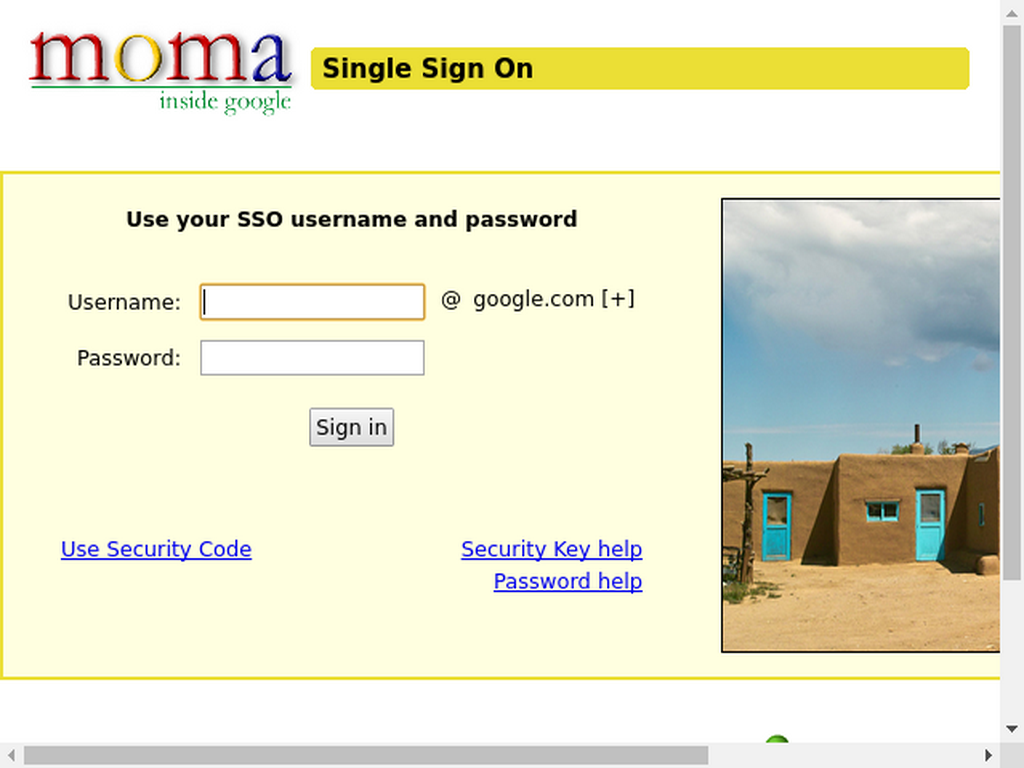 moma
inside google
Single Sign On
Use your SSO username and password
Username:
@ google.com [+]
Password:
Sign in
Use Security Code
Security Key help
Password help